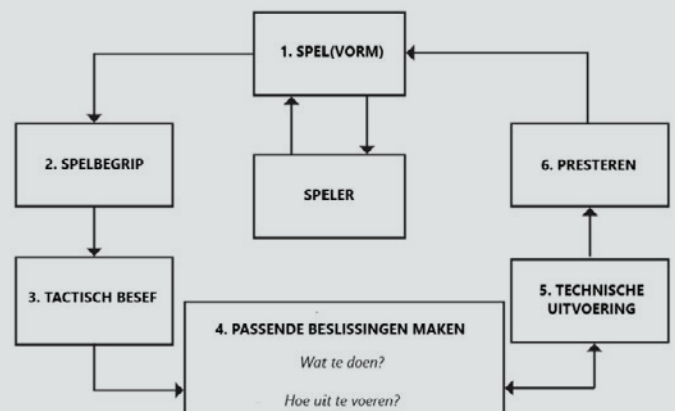 1. SPEL(VORM)
2. SPELBEGRIP
SPELER
6. PRESTEREN
3. TACTISCH BESEF
4. PASSENDE BESLISSINGEN MAKEN
Wat te doen?
Hoe uit te voeren?
5. TECHNISCHE
UITVOERING